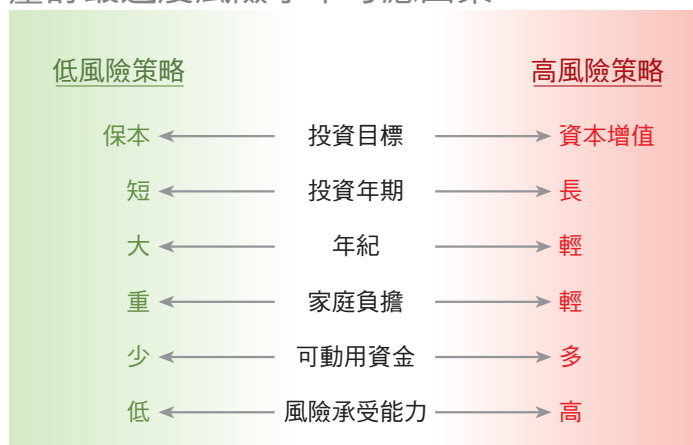 低風險策略 高風險策略
保本 投資目標 資本增值
短 投資年期 長
大 年紀 輕
重 家庭負擔 輕
少 可動用資金 多
低 風險承受能力 高